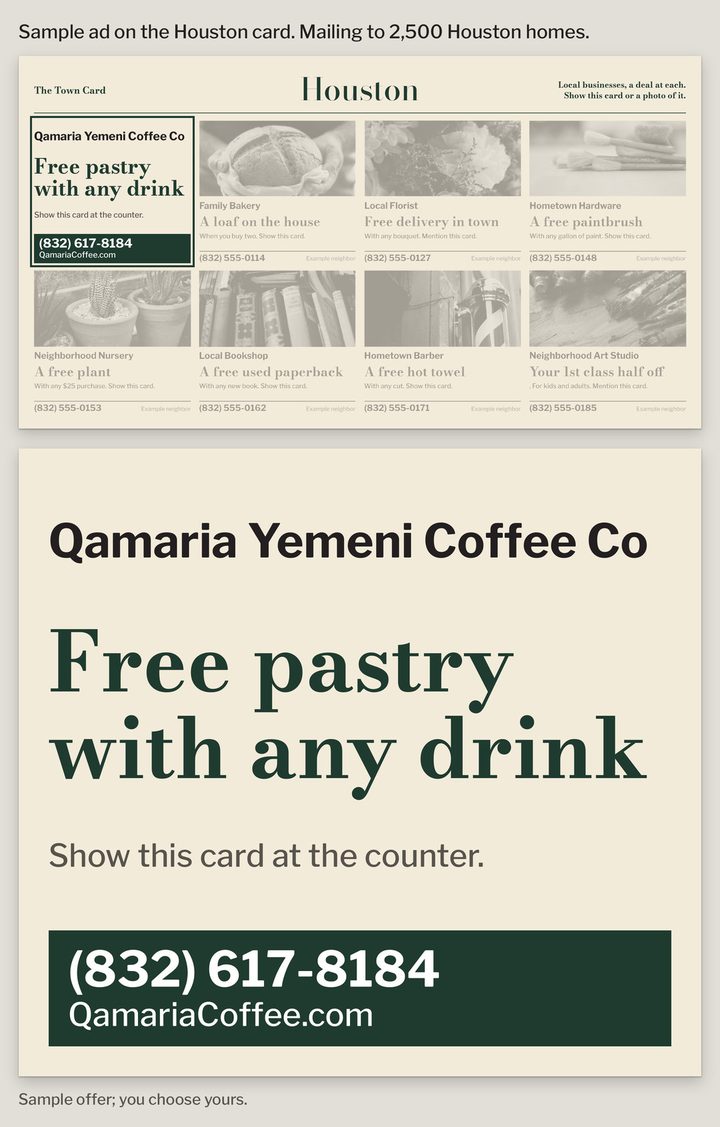 Sample ad on the Houston card. Mailing to 2,500 Houston homes.
The Town Card
Houston
Local businesses, a deal at each.
Show this card or a photo of it.
Qamaria Yemeni Coffee Co
Free pastry
with any drink
Show this card at the counter.
(832) 617-8184
QamariaCoffee.com
Family Bakery
A loaf on the house
When you buy two. Show this card.
(832) 555-0114 Example neighbor
Local Florist
Free delivery in town
With any bouquet. Mention this card.
(832) 555-0127 Example neighbor
Hometown Hardware
A free paintbrush
With any gallon of paint. Show this card.
(832) 555-0148 Example neighbor
Neighborhood Nursery
A free plant
With any $25 purchase. Show this card.
(832) 555-0153 Example neighbor
Local Bookshop
A free used paperback
With any new book. Show this card.
(832) 555-0162 Example neighbor
Hometown Barber
A free hot towel
With any cut. Show this card.
(832) 555-0171 Example neighbor
Neighborhood Art Studio
Your 1st class half off
For kids and adults. Mention this card.
(832) 555-0185 Example neighbor
Qamaria Yemeni Coffee Co
Free pastry
with any drink
Show this card at the counter.
(832) 617-8184
QamariaCoffee.com
Sample offer; you choose yours.